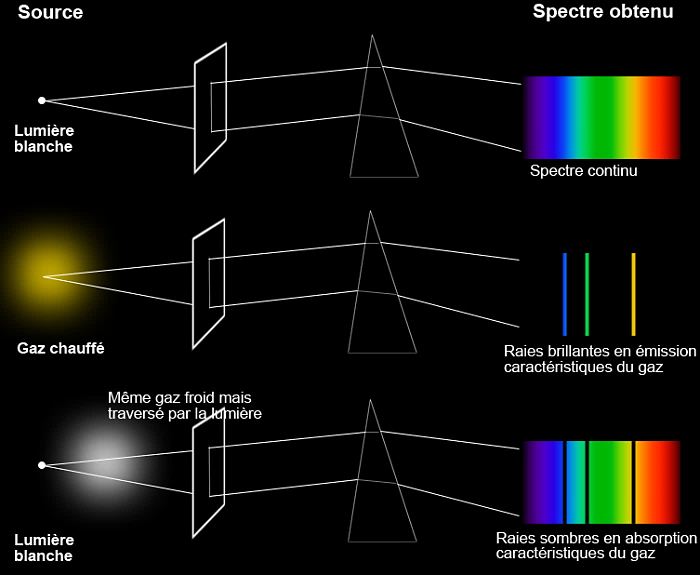 Source
Spectre obtenu
Lumière
blanche
Spectre continu
Gaz chauffé
Raies brillantes en émission
caractéristiques du gaz
Même gaz froid mais
traversé par la lumière
Lumière
blanche
Raies sombres en absorption
caractéristiques du gaz